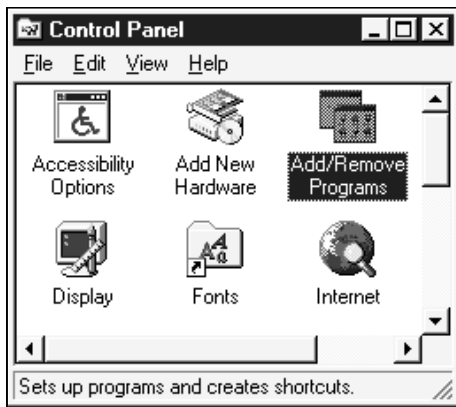 Control Panel
File Edit View Help
Accessibility Options
Add New Hardware
Add/Remove Programs
Display
Fonts
Internet
Sets up programs and creates shortcuts.